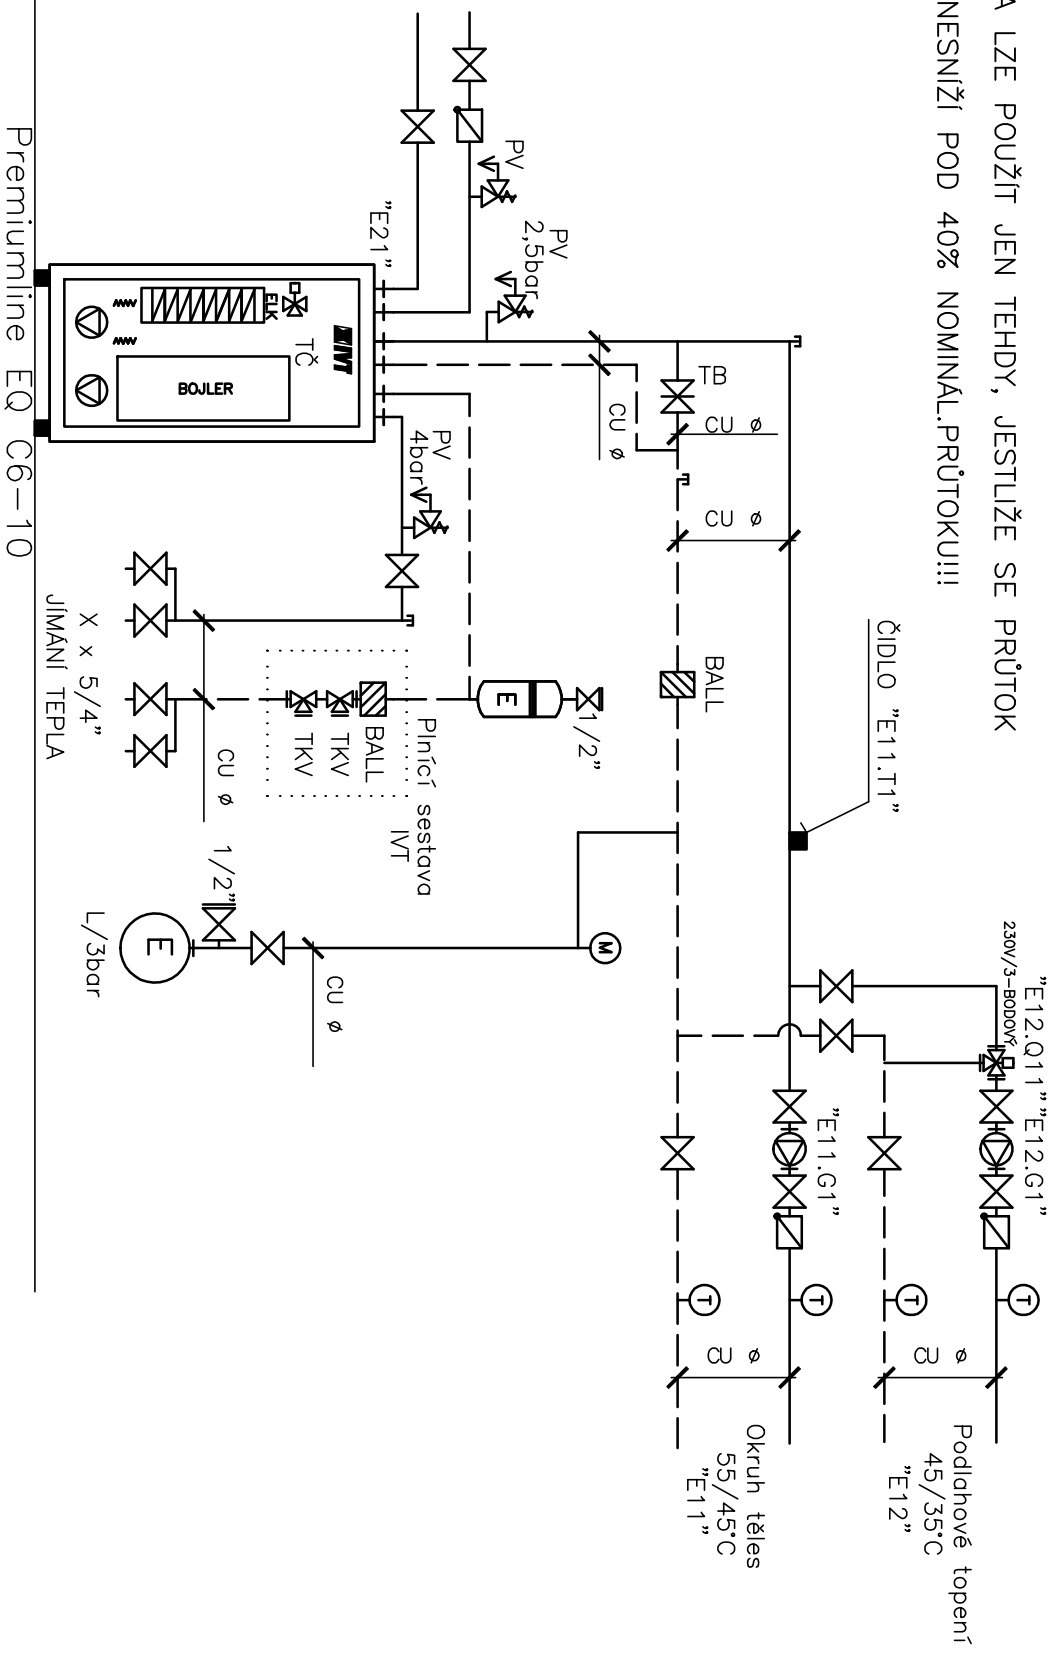 A LZE POUŽÍT JEN TEHDY, JESTLIŽE SE PRŮTOK
NESNÍŽÍ POD 40% NOMINÁL.PRŮTOKU!!!
"E12.Q11"
230V/3-BODOVÝ
"E12.G1"
"E11.G1"
T
T
T
T
CU ø
CU ø
Podlahové topení
45/35°C
"E12"
Okruh těles
55/45°C
"E11"
ČIDLO "E11.T1"
TB
CU ø
CU ø
CU ø
BALL
PV
PV
2,5bar
"E21"
PV
4bar
ELK
TČ
IVT
BOJLER
E
1/2"
Plnící sestava
IVT
BALL
TKV
TKV
M
CU ø
CU ø
1/2"
E
L/3bar
X x 5/4"
JÍMÁNÍ TEPLA
Premiumline EQ C6-10